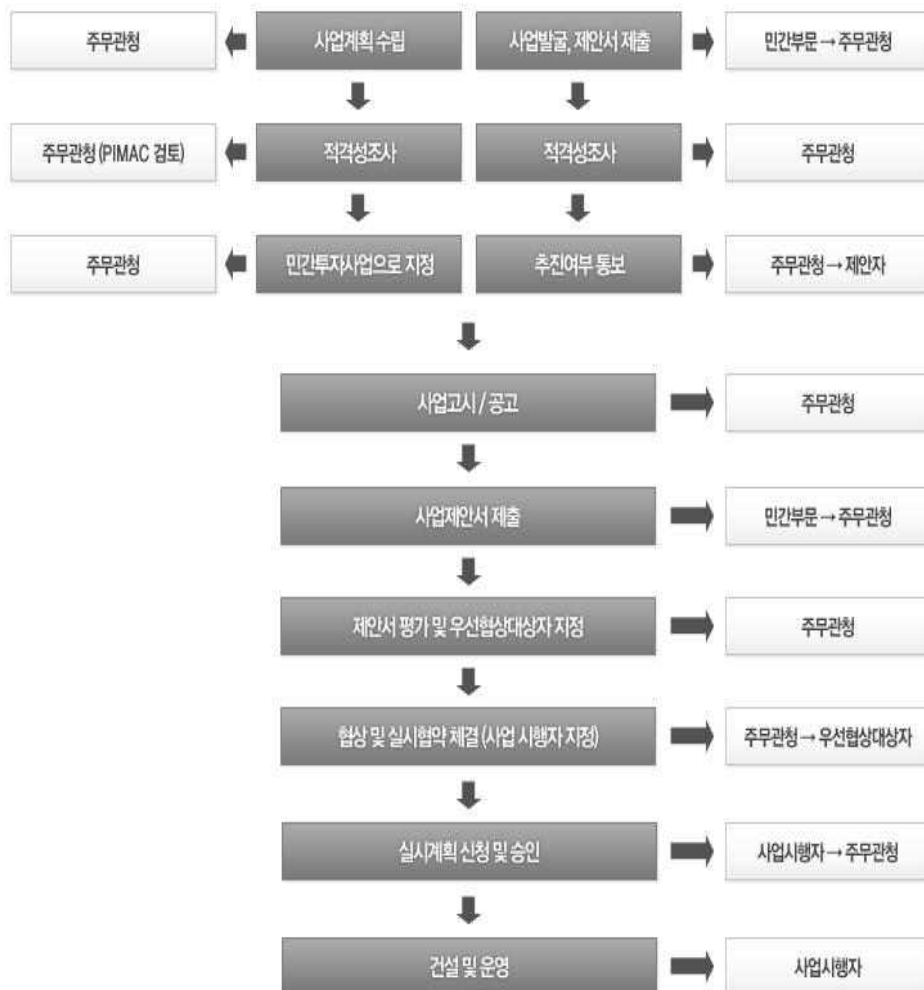 주무관청
사업계획 수립
사업발굴, 제안서 제출
민간부문 → 주무관청
주무관청 (PIMAC 검토)
적격성조사
적격성조사
주무관청
주무관청
민간투자사업으로 지정
추진여부 통보
주무관청 → 제안자
사업고시 / 공고
주무관청
사업제안서 제출
민간부문 → 주무관청
제안서 평가 및 우선협상대상자 지정
주무관청
협상 및 실시협약 체결 (사업 시행자 지정)
주무관청 → 우선협상대상자
실시계획 신청 및 승인
사업시행자 → 주무관청
건설 및 운영
사업시행자